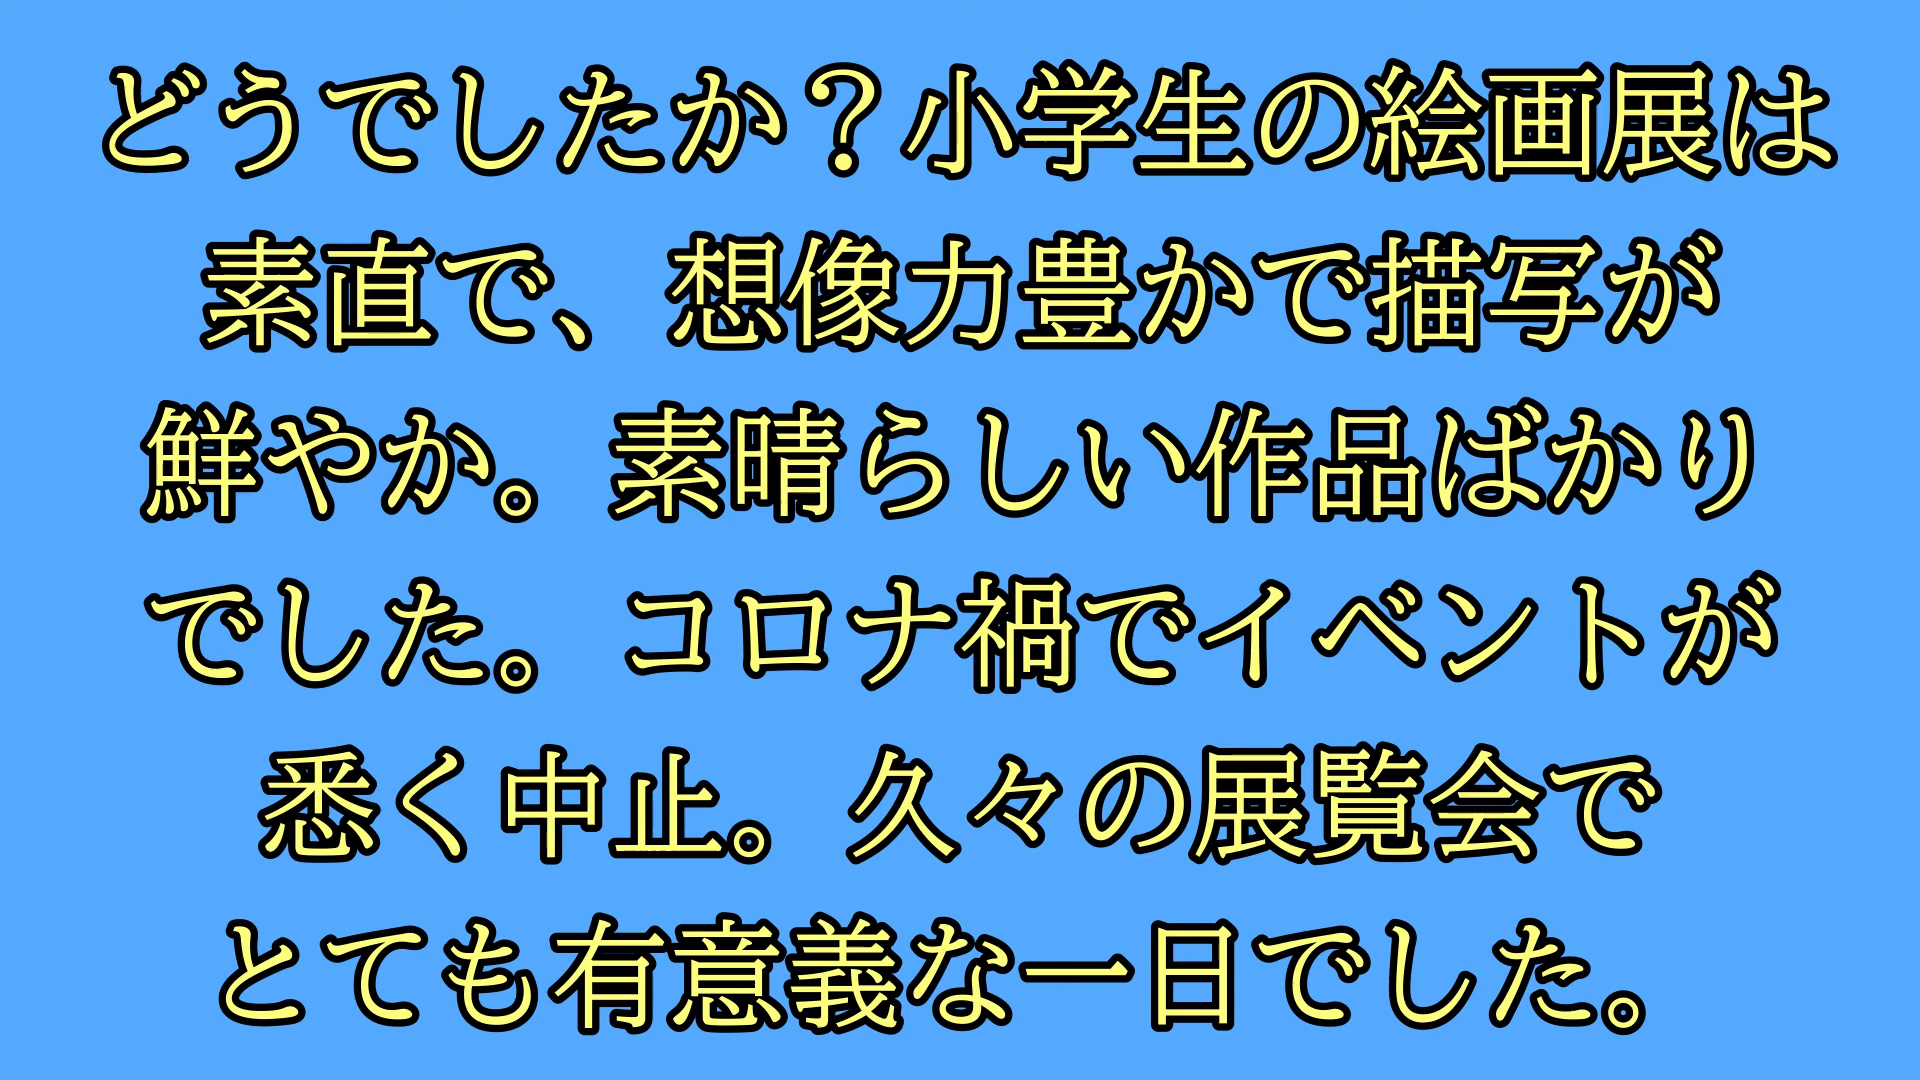 どうでしたか？小学生の絵画展は
素直で、想像力豊かで描写が
鮮やか。素晴らしい作品ばかり
でした。コロナ禍でイベントが
悉く中止。久々の展覧会で
とても有意義な一日でした。